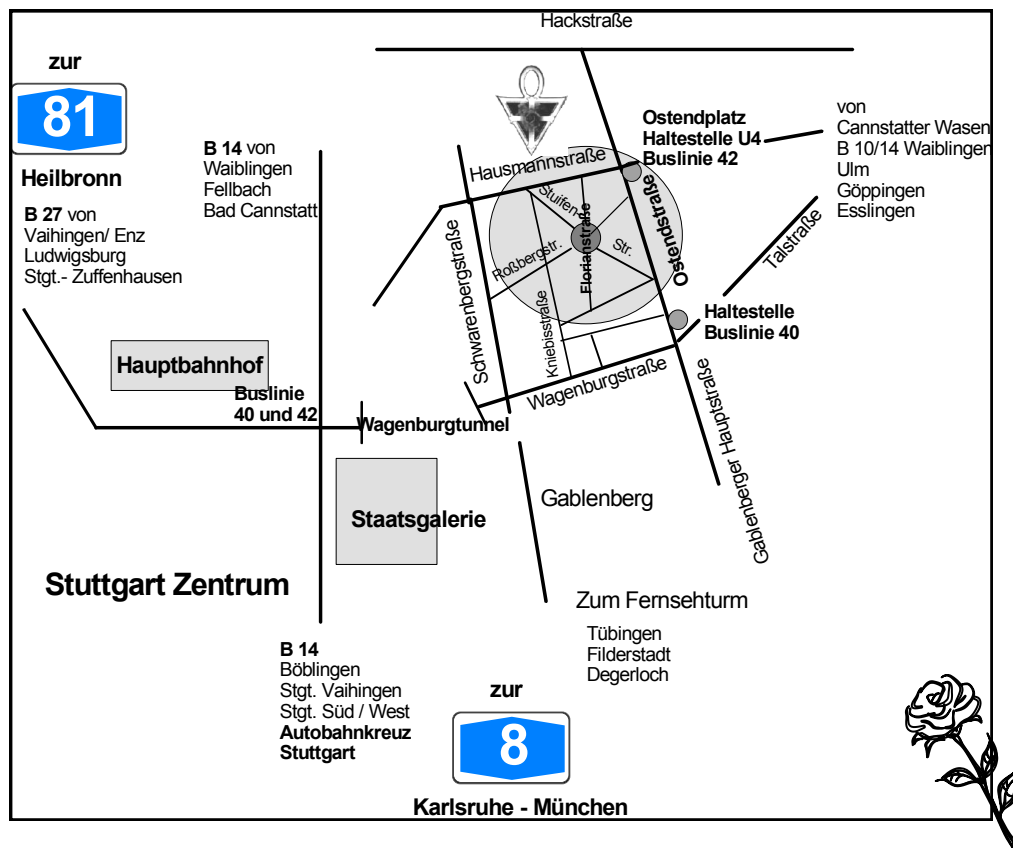 Hackstraße
zur
81
Heilbronn
B 27 von
Vaihingen/ Enz
Ludwigsburg
Stgt.- Zuffenhausen
B 14 von
Waiblingen
Fellbach
Bad Cannstatt
Ostendplatz
Haltestelle U4
Buslinie 42
von
Cannstatter Wasen
B 10/14 Waiblingen
Ulm
Göppingen
Esslingen
Hausmannstraße
Stuifen-
Str.
Florianstraße
Roßbergstr.
Ostendstraße
Talstraße
Schwarenbergstraße
Kniebisstraße
Haltestelle
Buslinie 40
Hauptbahnhof
Buslinie
40 und 42
Wagenburgstraße
Wagenburgtunnel
Gablenberger Hauptstraße
Staatsgalerie
Gablenberg
Stuttgart Zentrum
Zum Fernsehturm
Tübingen
Filderstadt
Degerloch
B 14
Böblingen
Stgt. Vaihingen
Stgt. Süd / West
Autobahnkreuz
Stuttgart
zur
8
Karlsruhe - München